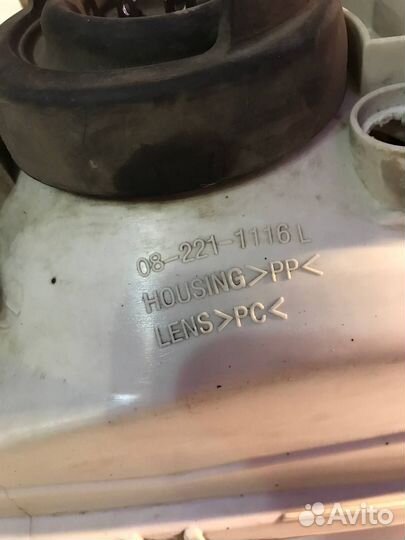 08-221-1116 L
HOUSING>PP<
LENS>PC<
Avito